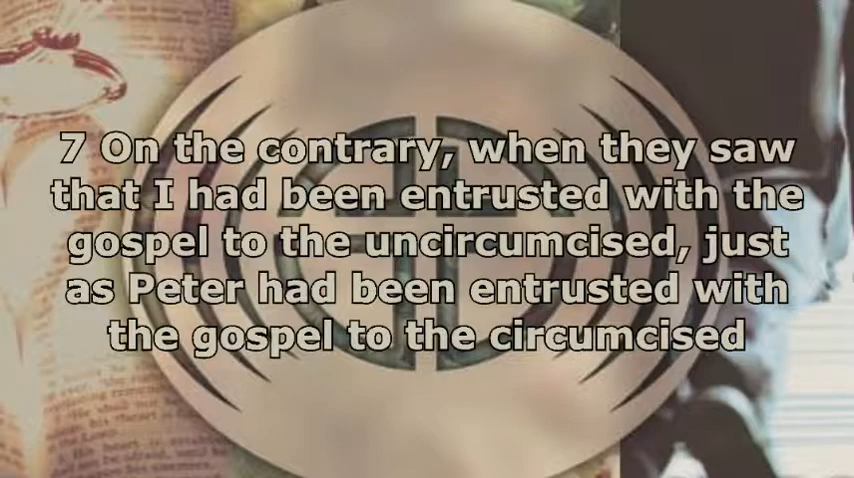 7 On the contrary, when they saw
that I had been entrusted with the
gospel to the uncircumcised, just
as Peter had been entrusted with
the gospel to the circumcised